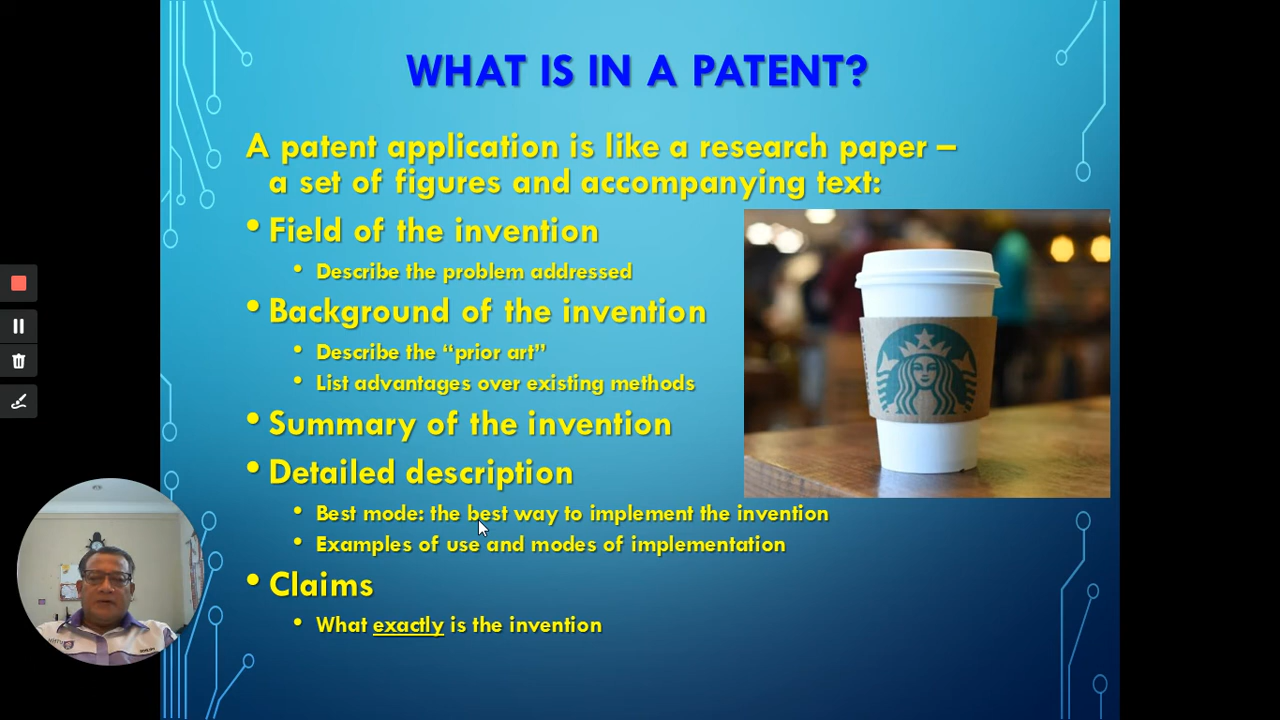 WHAT IS IN A PATENT?
A patent application is like a research paper –
a set of figures and accompanying text:
• Field of the invention
• Describe the problem addressed
• Background of the invention
• Describe the “prior art”
• List advantages over existing methods
• Summary of the invention
• Detailed description
• Best mode: the best way to implement the invention
• Examples of use and modes of implementation
• Claims
• What exactly is the invention